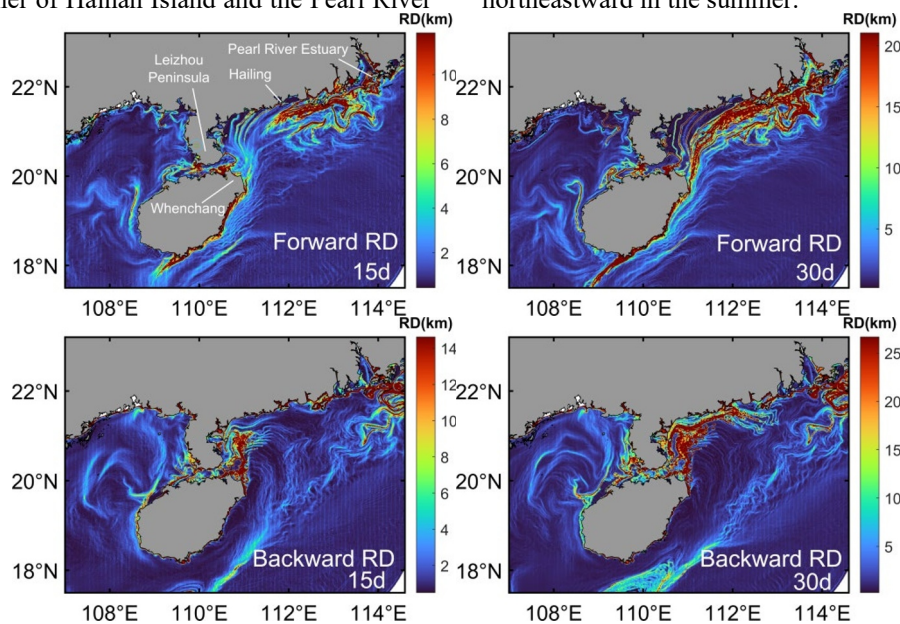 ner of Hainan Island and the Pearl River
northeastward in the summer.
RD(km)
RD(km)
22°N
20°N
18°N
Leizhou
Peninsula
Pearl River Estuary
Hailing
Whenchang
Forward RD
15d
10
8
6
4
2
108°E 110°E 112°E 114°E
22°N
20°N
18°N
Forward RD
30d
20
15
10
5
108°E 110°E 112°E 114°E
RD(km)
RD(km)
22°N
20°N
18°N
Backward RD
15d
14
12
10
8
6
4
2
108°E 110°E 112°E 114°E
22°N
20°N
18°N
Backward RD
30d
25
20
15
10
5
108°E 110°E 112°E 114°E